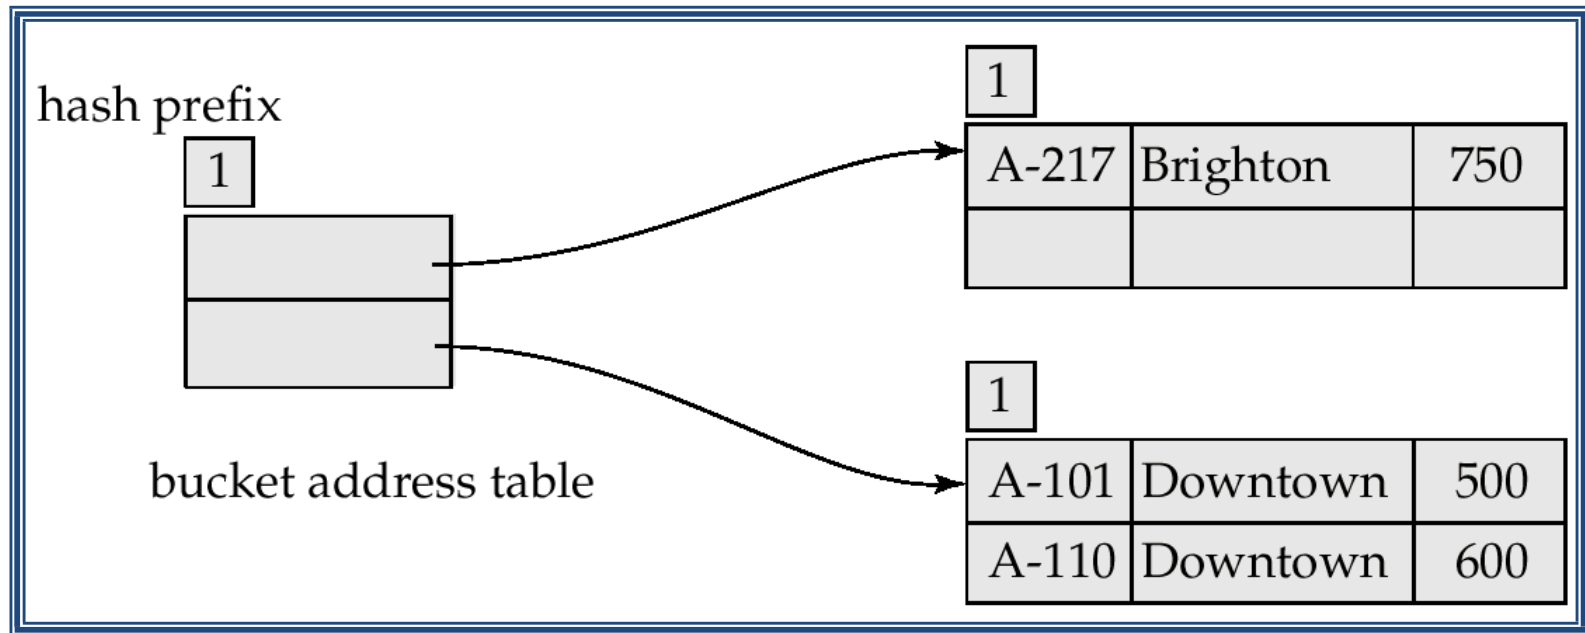 hash prefix
1
bucket address table
1
A-217 Brighton 750
1
A-101 Downtown 500
A-110 Downtown 600